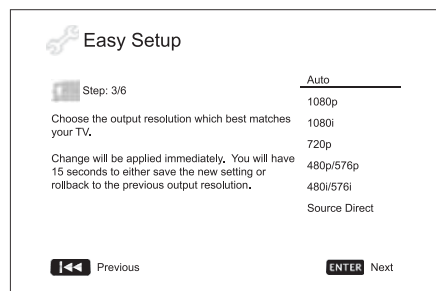 Easy Setup
Step: 3/6
Choose the output resolution which best matches
your TV.
Change will be applied immediately. You will have
15 seconds to either save the new setting or
rollback to the previous output resolution.
Auto
1080p
1080i
720p
480p/576p
480i/576i
Source Direct
Previous
ENTER Next